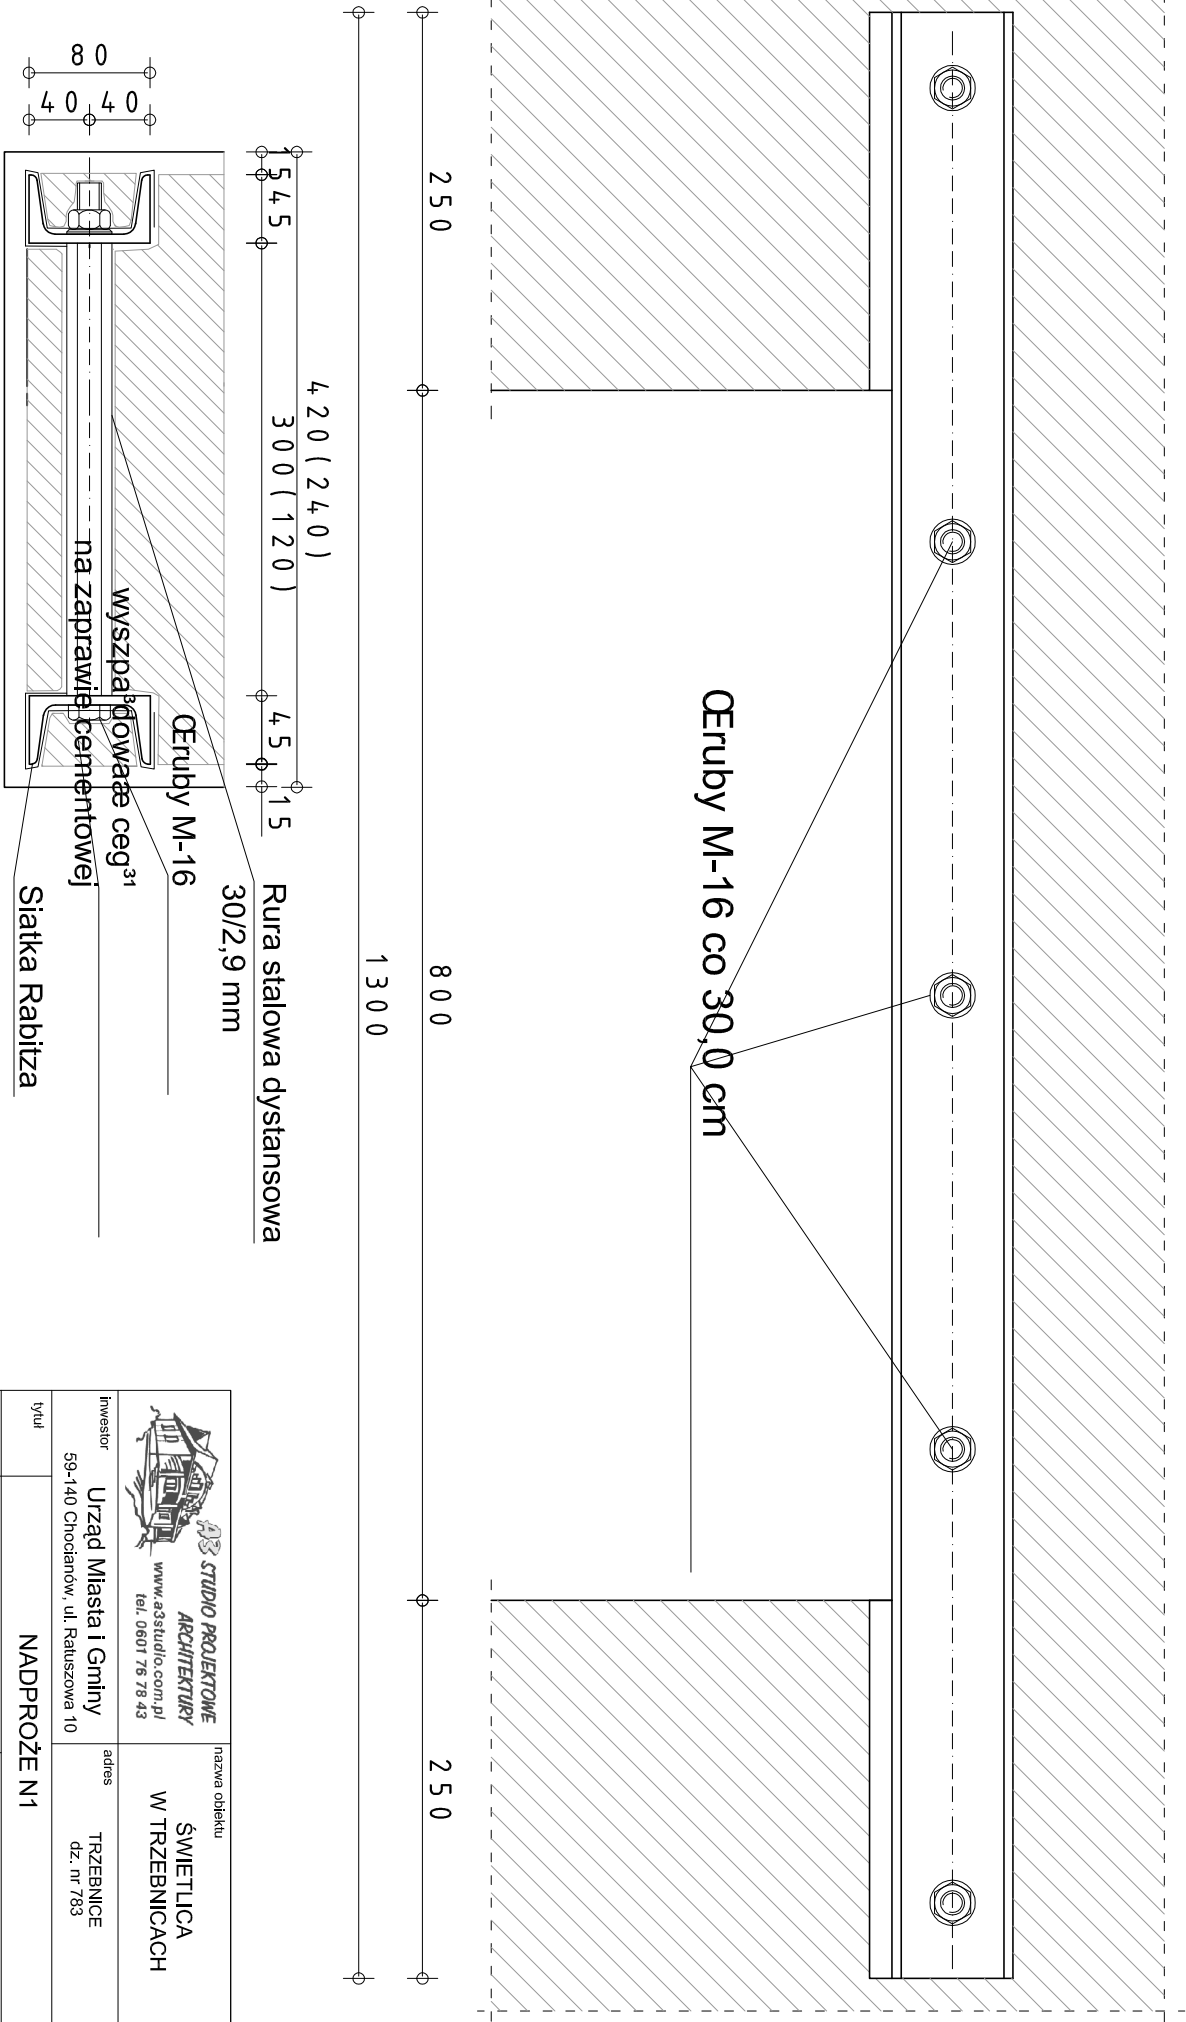 ŒEruby M-16 co 30,0 cm
250
800
250
1300
420(240)
300(120)
15
45
45
15
80
40
40
Rura stalowa dystansowa
30/2,9 mm
ŒEruby M-16
wyszpa³dowaæ ceg³¹
na zaprawie cementowej
Siatka Rabitza
A3 STUDIO PROJEKTOWE
ARCHITEKTURY
www.a3studio.com.pl
tel. 0601 76 78 43
nazwa obiektu
ŚWIETLICA
W TRZEBNICACH
inwestor
Urząd Miasta i Gminy
59-140 Chocianów, ul. Ratuszowa 10
adres
TRZEBNICE
dz. nr 783
tytuł
NADPROŻE N1